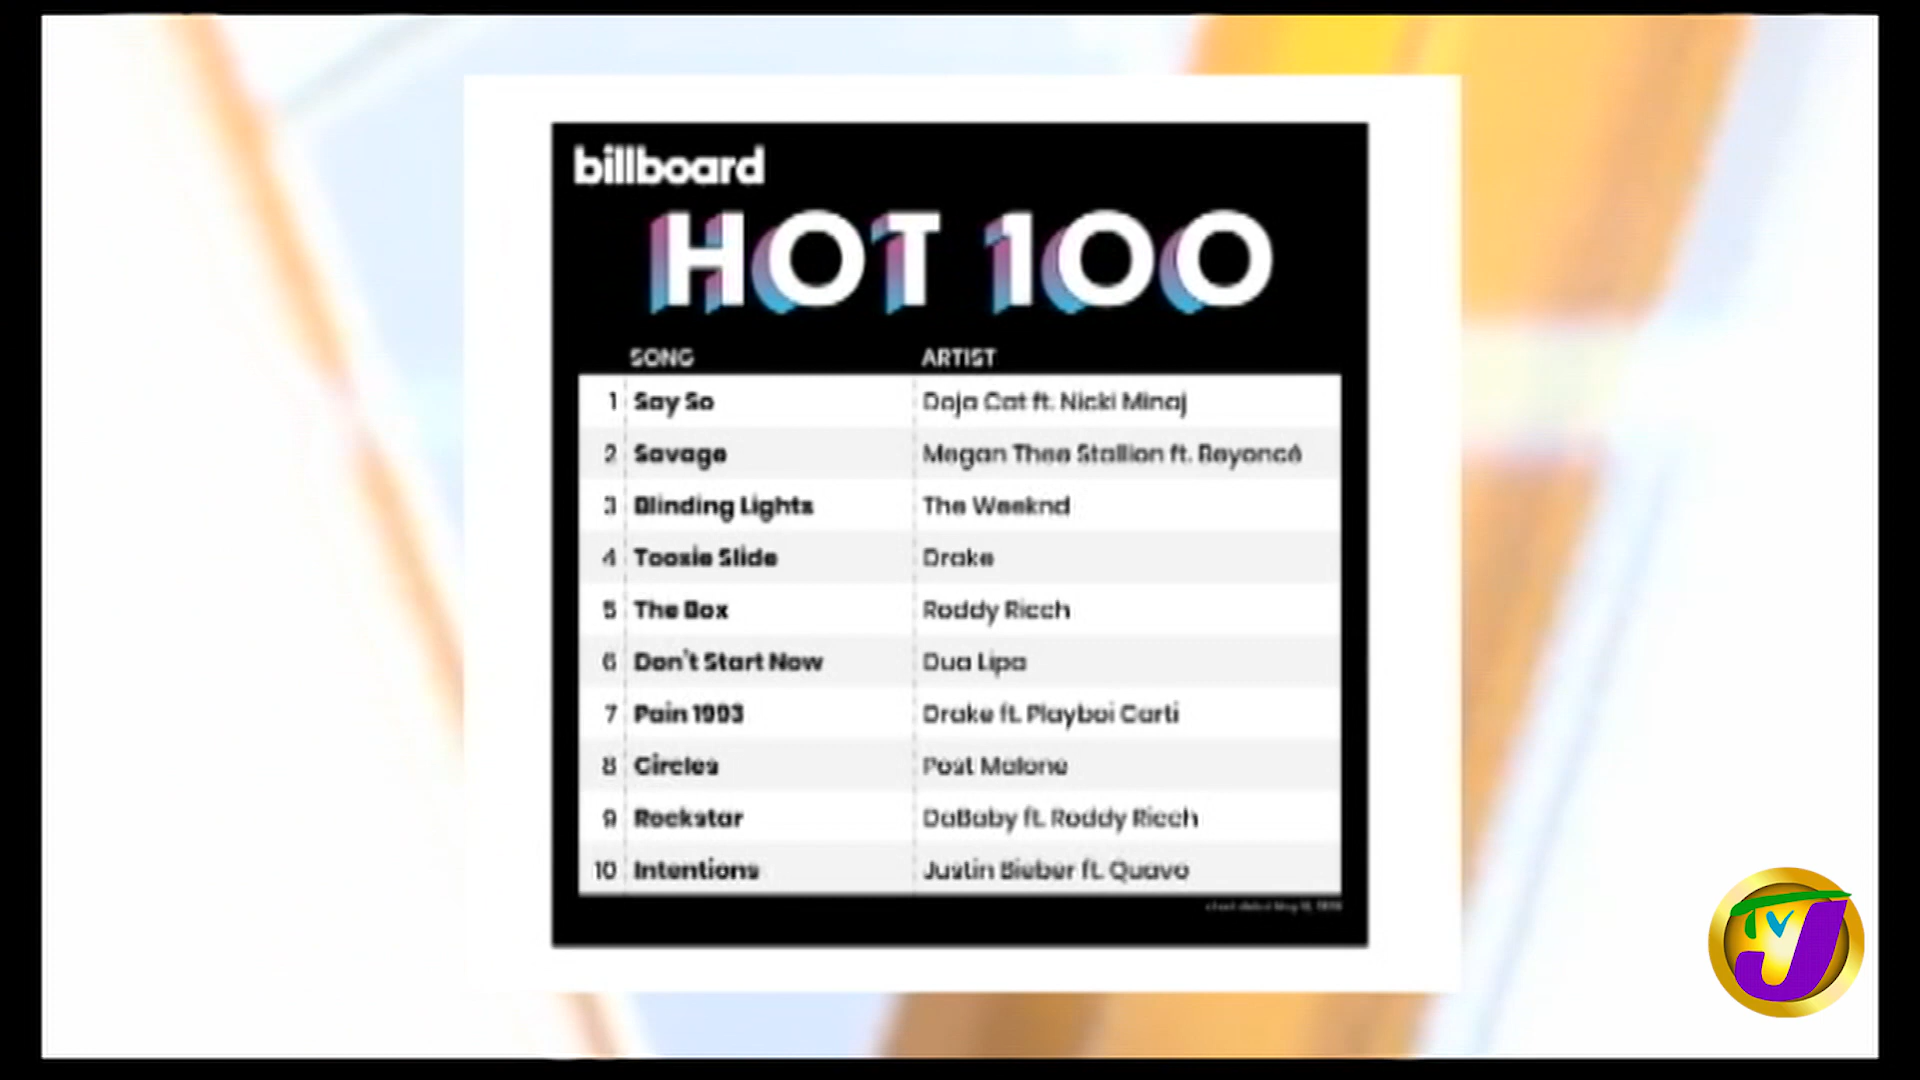 billboard
HOT 100
SONG ARTIST
1 Say So Doja Cat ft. Nicki Minaj
2 Savage Megan Thee Stallion ft. Beyoncé
3 Blinding Lights The Weeknd
4 Toosie Slide Drake
5 The Box Roddy Ricch
6 Don't Start Now Dua Lipa
7 Pain 1993 Drake ft. Playboi Carti
8 Circles Post Malone
9 Rockstar DaBaby ft. Roddy Ricch
10 Intentions Justin Bieber ft. Quavo
TVJ